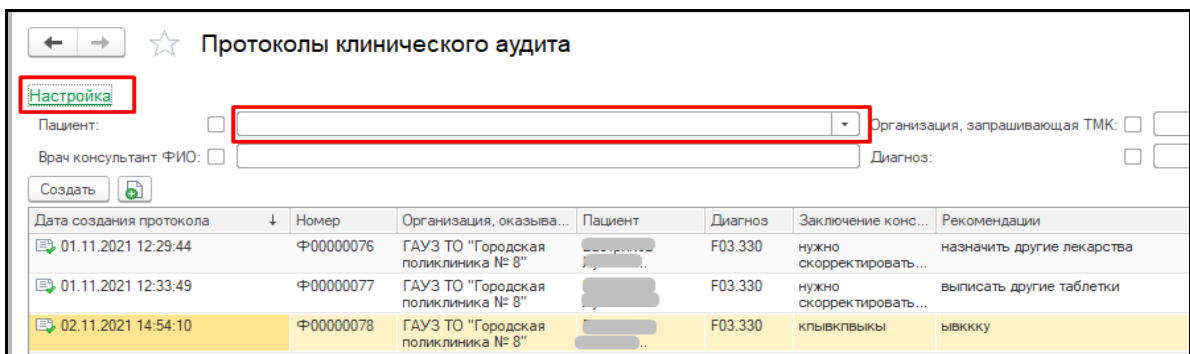 Протоколы клинического аудита
Настройка
Пациент: Организация, запрашивающая ТМК:
Врач консультант ФИО: Диагноз:
Создать
Дата создания протокола ↓ Номер Организация, оказыва... Пациент Диагноз Заключение конс... Рекомендации
01.11.2021 12:29:44 Ф00000076 ГАУЗ ТО "Городская F03.330 нужно назначить другие лекарства
поликлиника № 8" скорректировать...
01.11.2021 12:33:49 Ф00000077 ГАУЗ ТО "Городская F03.330 нужно выписать другие таблетки
поликлиника № 8" скорректировать...
02.11.2021 14:54:10 Ф00000078 ГАУЗ ТО "Городская F03.330 кпывкпвыкы ывккку
поликлиника № 8"